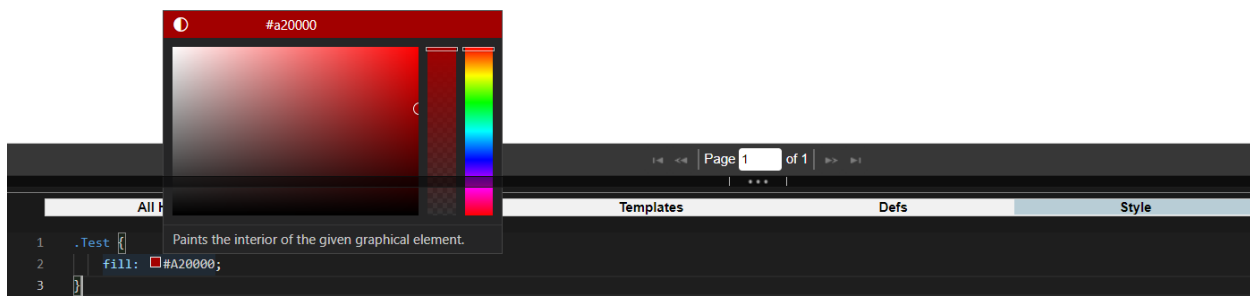 #a20000
Page 1 of 1
All H
Templates
Defs
Style
Paints the interior of the given graphical element.
1 .Test {
2 fill: #A20000;
3 }